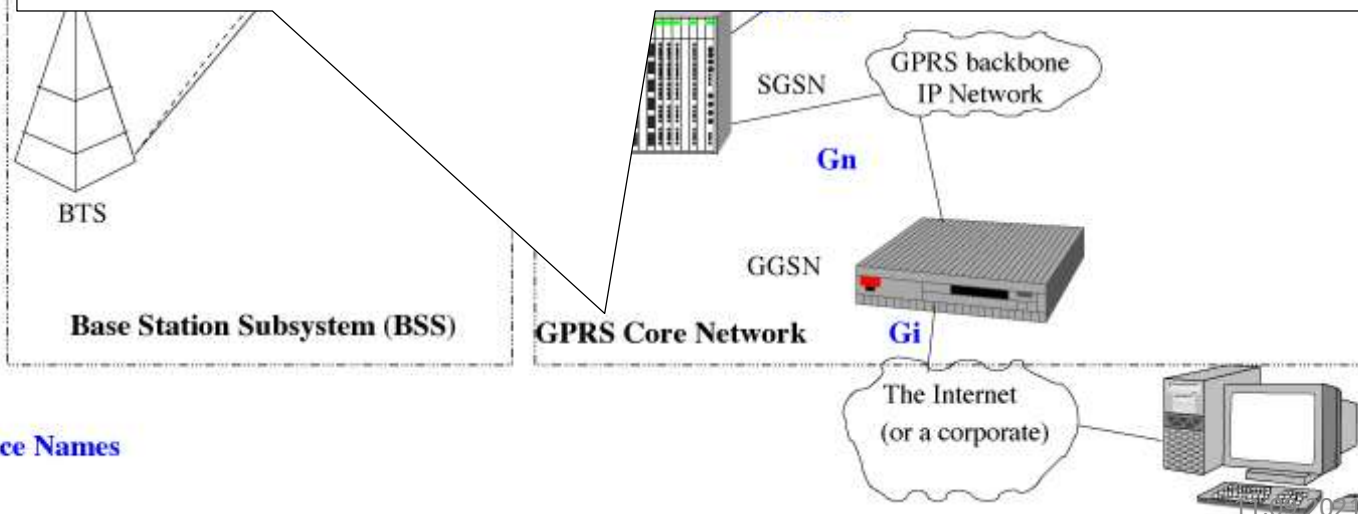 GPRS backbone
IP Network
SGSN
Gn
BTS
GGSN
Base Station Subsystem (BSS)
GPRS Core Network
Gi
The Internet
(or a corporate)
ce Names